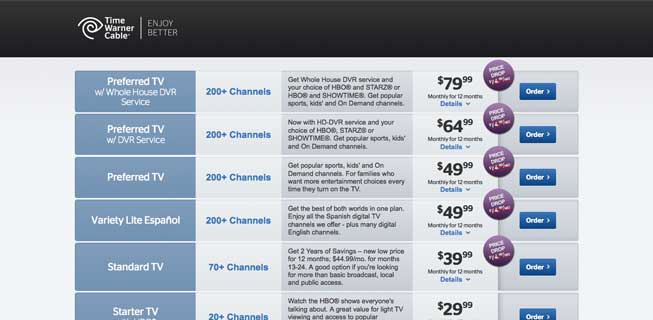 Time
Warner
Cable®
ENJOY
BETTER
Preferred TV
w/ Whole House DVR
Service
200+ Channels
Get Whole House DVR service and
your choice of HBO® and STARZ® or
HBO® and SHOWTIME®. Get popular
sports, kids' and On Demand channels.
$79.99
Monthly for 12 months
Details
PRICE
DROP
Order ›
Preferred TV
w/ DVR Service
200+ Channels
Now with HD-DVR service and your
choice of HBO®, STARZ® or
SHOWTIME®. Get popular sports, kids'
and On Demand channels.
$64.99
Monthly for 12 months
Details
PRICE
DROP
Order ›
Preferred TV
200+ Channels
Get popular sports, kids' and On
Demand channels. For families who
want more entertainment choices every
time they turn on the TV.
$49.99
Monthly for 12 months
Details
PRICE
DROP
Order ›
Variety Lite Español
200+ Channels
Get the best of both worlds in one plan.
Enjoy all the Spanish digital TV
channels we offer - plus many digital
English channels.
$49.99
Monthly for 12 months
Details
PRICE
DROP
Order ›
Standard TV
70+ Channels
Get 2 Years of Savings – new low price
for 12 months; $44.99/mo. for months
13-24. A good option if you're looking
for more than basic broadcast, local
and public access.
$39.99
Monthly for 12 months
Details
PRICE
DROP
Order ›
Starter TV
20+ Channels
Watch the HBO® shows everyone's
talking about. A great value for light TV
viewing and access to popular
$29.99
Order ›